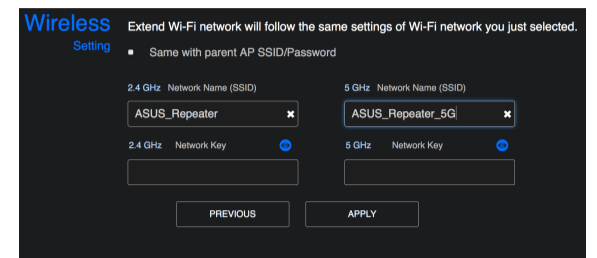 Wireless
Setting
Extend Wi-Fi network will follow the same settings of Wi-Fi network you just selected.
Same with parent AP SSID/Password
2.4 GHz Network Name (SSID)
5 GHz Network Name (SSID)
ASUS_Repeater
ASUS_Repeater_5G
2.4 GHz Network Key
5 GHz Network Key
PREVIOUS
APPLY